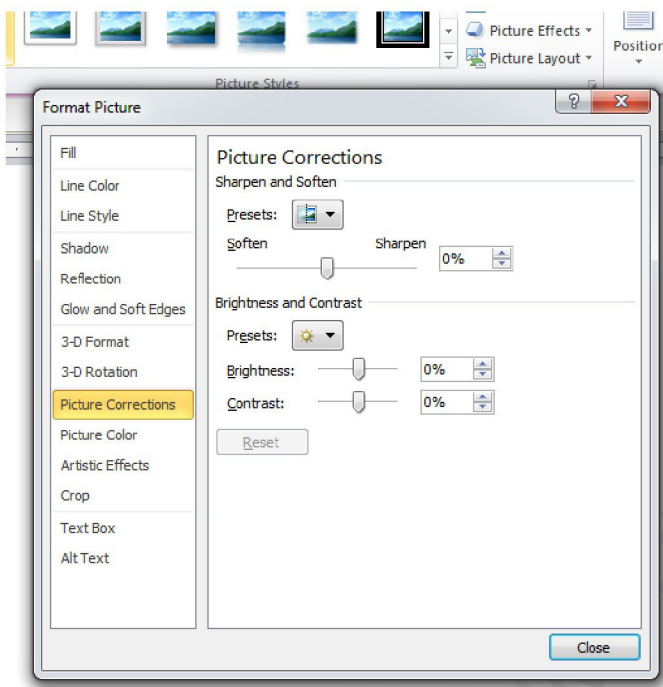 Picture Effects
Position
Picture Layout
Picture Styles
Format Picture
Fill
Line Color
Line Style
Shadow
Reflection
Glow and Soft Edges
3-D Format
3-D Rotation
Picture Corrections
Picture Color
Artistic Effects
Crop
Text Box
Alt Text
Picture Corrections
Sharpen and Soften
Presets:
Soften Sharpen
0%
Brightness and Contrast
Presets:
Brightness: 0%
Contrast: 0%
Reset
Close